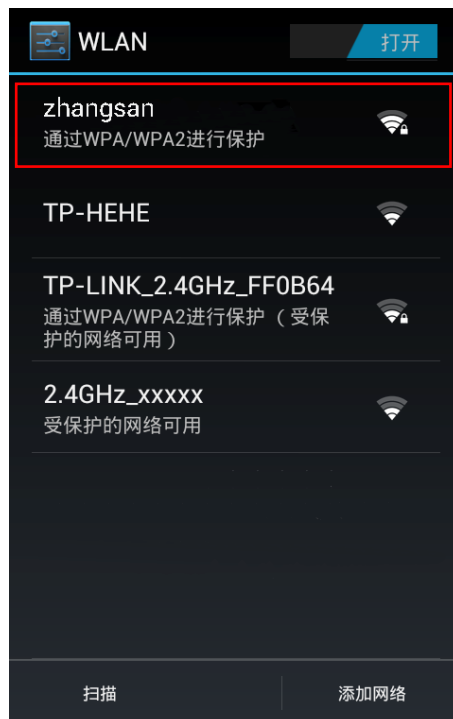 WLAN
打开
zhangsan
通过WPA/WPA2进行保护
TP-HEHE
TP-LINK_2.4GHz_FF0B64
通过WPA/WPA2进行保护 （受保
护的网络可用）
2.4GHz_xxxxx
受保护的网络可用
扫描
添加网络